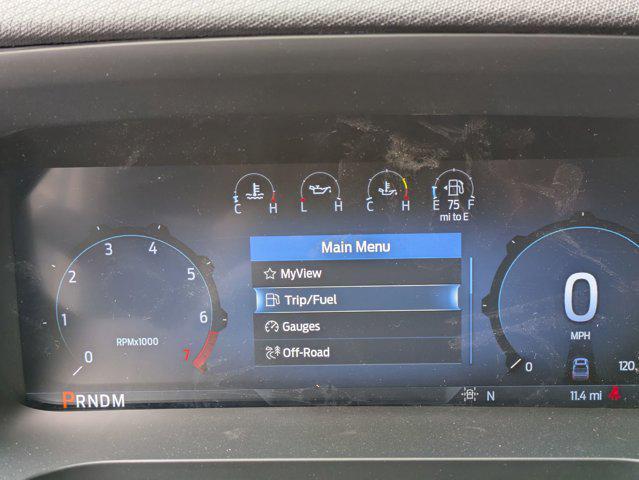 C H L H C H E 75 F
mi to E
Main Menu
MyView
Trip/Fuel
Gauges
Off-Road
0 1 2 3 4 5 6 7
RPMx1000
0
MPH
0 120
PRNDM
N 11.4 mi